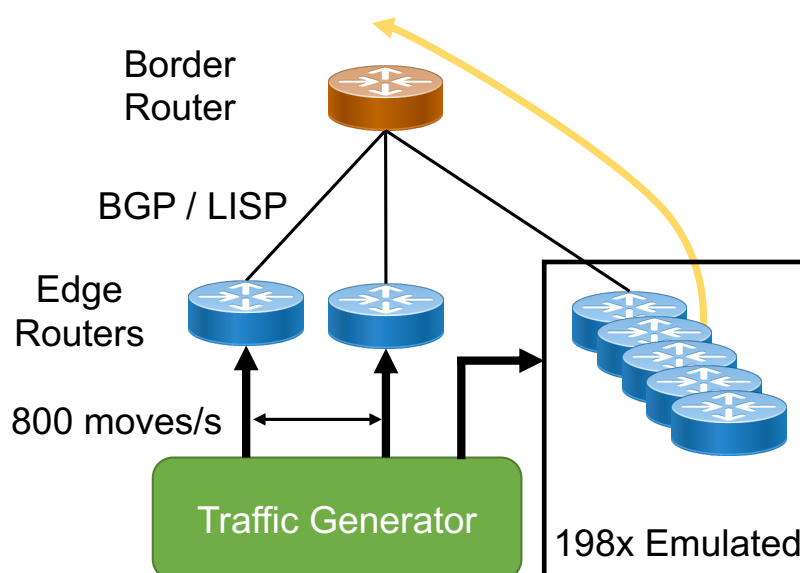 Border
Router
BGP / LISP
Edge
Routers
800 moves/s
Traffic Generator
198x Emulated